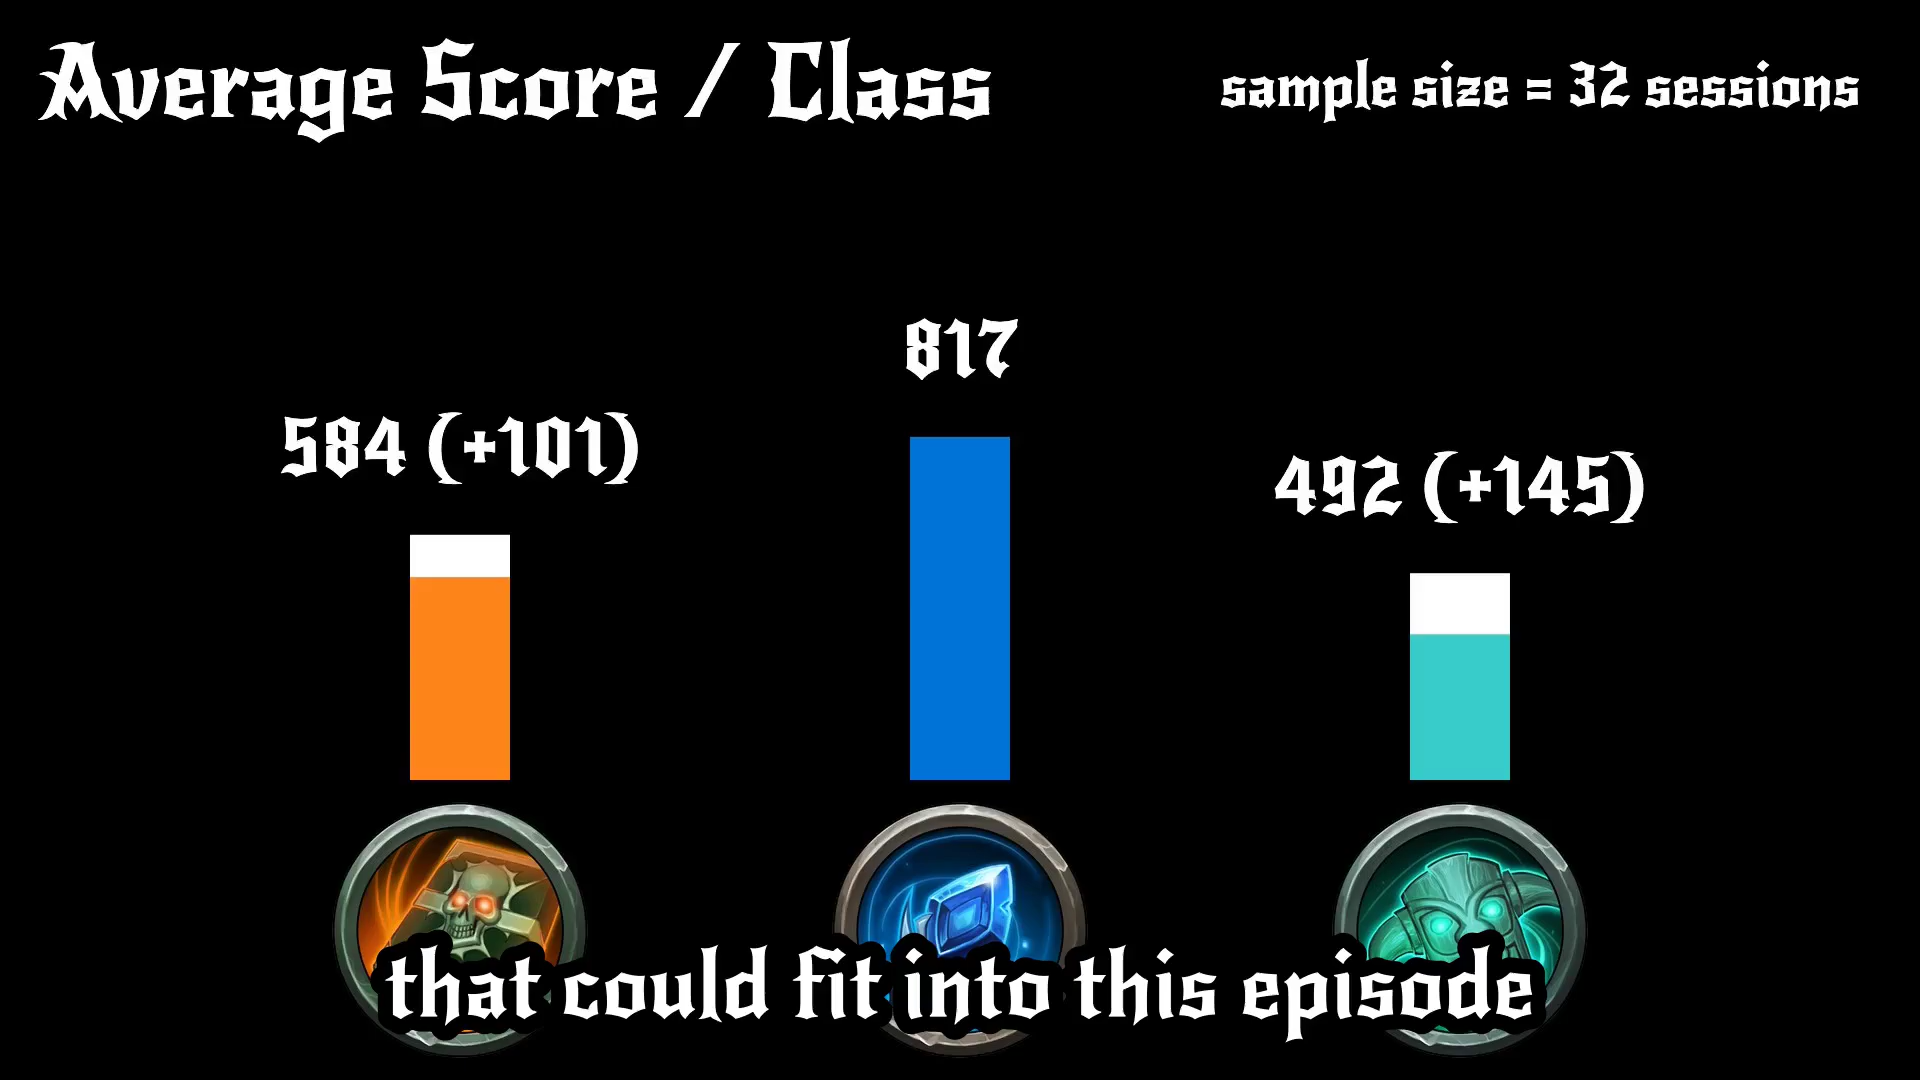 Average Score / Class
sample size = 32 sessions
817
584 (+101)
492 (+145)
that could fit into this episode